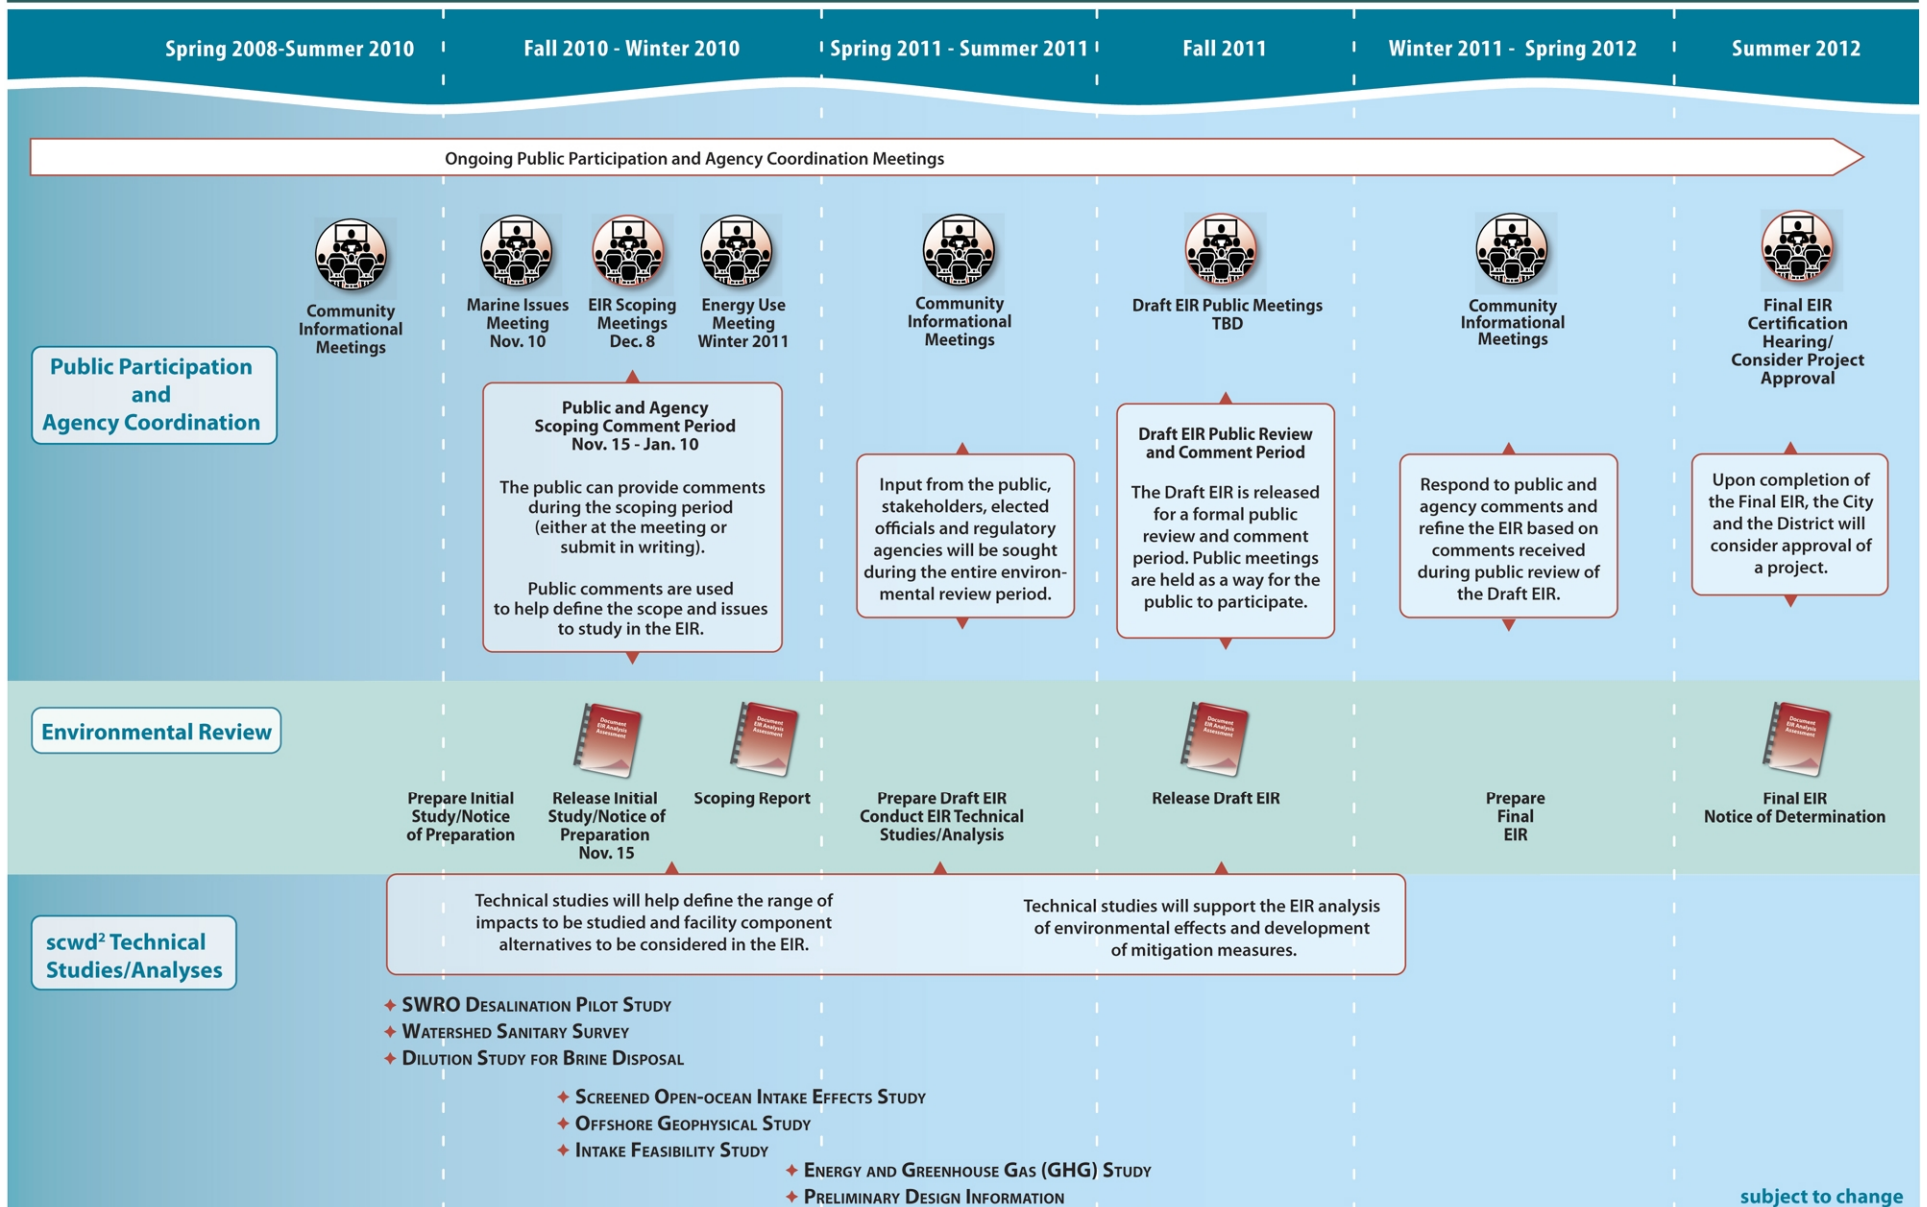 Spring 2008-Summer 2010
Fall 2010 - Winter 2010
Spring 2011 - Summer 2011
Fall 2011
Winter 2011 - Spring 2012
Summer 2012
Ongoing Public Participation and Agency Coordination Meetings
Public Participation
and
Agency Coordination
Community
Informational
Meetings
Marine Issues
Meeting
Nov. 10
EIR Scoping
Meetings
Dec. 8
Energy Use
Meeting
Winter 2011
Community
Informational
Meetings
Draft EIR Public Meetings
TBD
Community
Informational
Meetings
Final EIR
Certification
Hearing/
Consider Project
Approval
Public and Agency
Scoping Comment Period
Nov. 15 - Jan. 10
The public can provide comments
during the scoping period
(either at the meeting or
submit in writing).
Public comments are used
to help define the scope and issues
to study in the EIR.
Input from the public,
stakeholders, elected
officials and regulatory
agencies will be sought
during the entire environ-
mental review period.
Draft EIR Public Review
and Comment Period
The Draft EIR is released
for a formal public
review and comment
period. Public meetings
are held as a way for the
public to participate.
Respond to public and
agency comments and
refine the EIR based on
comments received
during public review of
the Draft EIR.
Upon completion of
the Final EIR, the City
and the District will
consider approval of
a project.
Environmental Review
Document
EIR Analysis
Assessment
Document
EIR Analysis
Assessment
Document
EIR Analysis
Assessment
Document
EIR Analysis
Assessment
Prepare Initial
Study/Notice
of Preparation
Release Initial
Study/Notice of
Preparation
Nov. 15
Scoping Report
Prepare Draft EIR
Conduct EIR Technical
Studies/Analysis
Release Draft EIR
Prepare
Final
EIR
Final EIR
Notice of Determination
scwd² Technical
Studies/Analyses
Technical studies will help define the range of
impacts to be studied and facility component
alternatives to be considered in the EIR.
Technical studies will support the EIR analysis
of environmental effects and development
of mitigation measures.
SWRO Desalination Pilot Study
Watershed Sanitary Survey
Dilution Study for Brine Disposal
Screened Open-ocean Intake Effects Study
Offshore Geophysical Study
Intake Feasibility Study
Energy and Greenhouse Gas (GHG) Study
Preliminary Design Information
subject to change